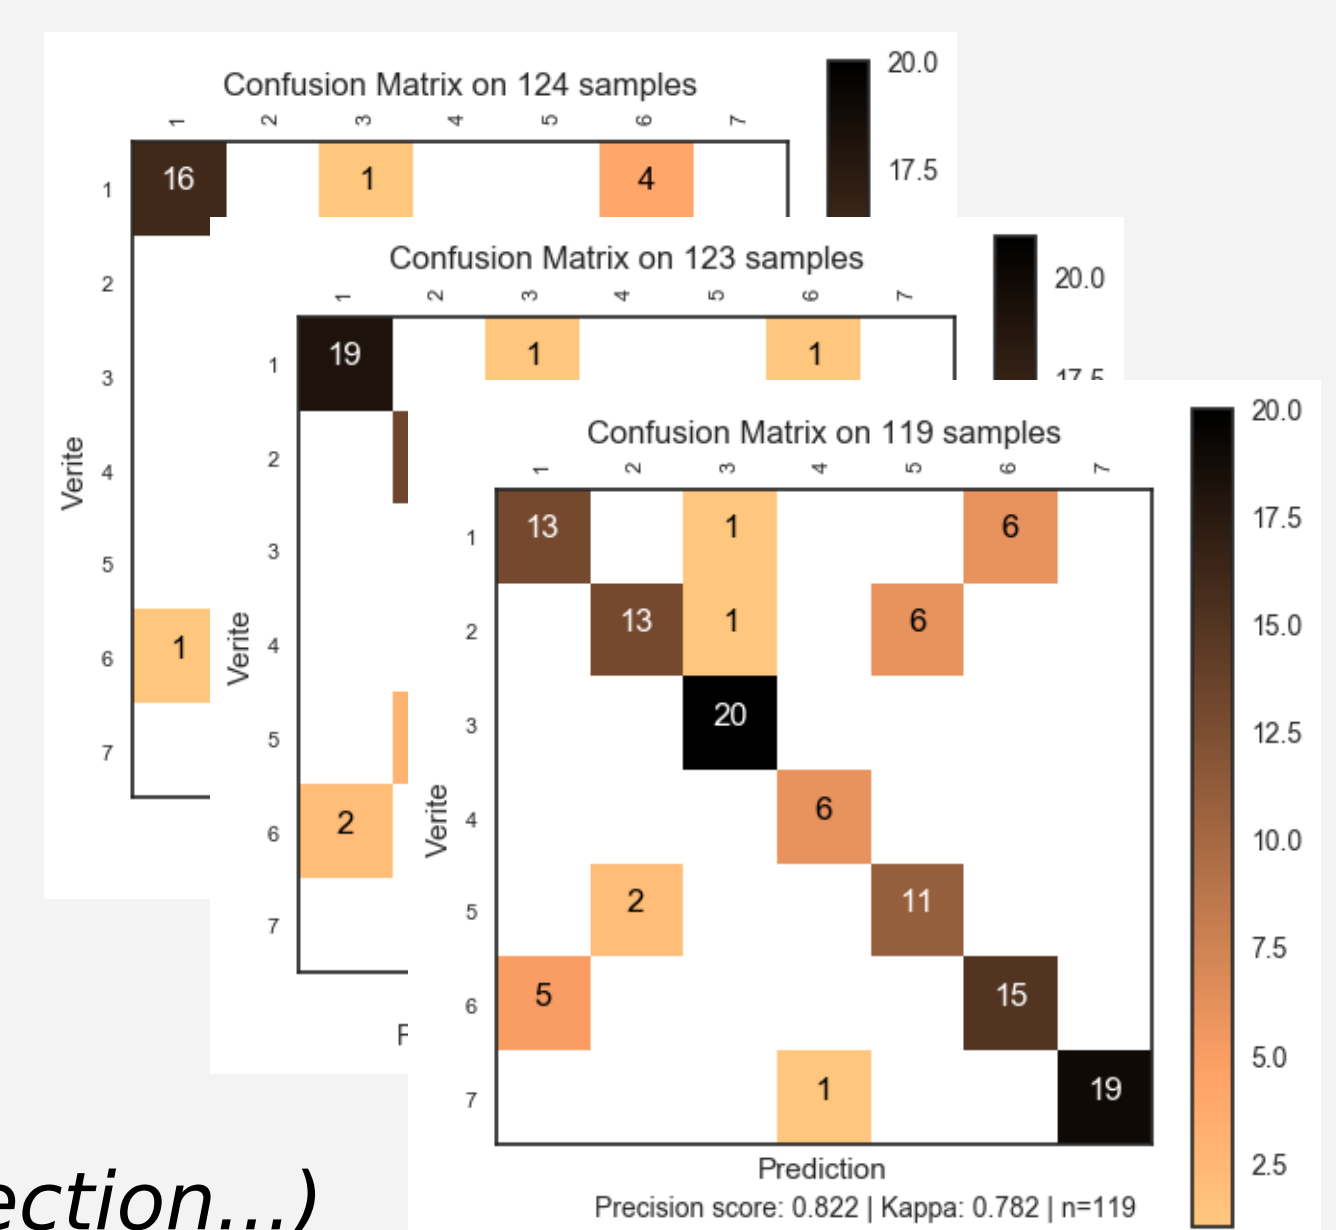 Confusion Matrix on 124 samples
1 2 3 4 5 6 7
1 16 1 4
2
3
4
5
6 1
7
Verite
20.0
17.5
Confusion Matrix on 123 samples
1 2 3 4 5 6 7
1 19 1 1
2
3
4
5
6 2
7
Verite
20.0
17.5
Confusion Matrix on 119 samples
1 2 3 4 5 6 7
1 13 1 6
2 13 1 6
3 20
4 6
5 2 11
6 5 15
7 1 19
Verite
Prediction
Precision score: 0.822 | Kappa: 0.782 | n=119
20.0
17.5
15.0
12.5
10.0
7.5
5.0
2.5
ection...)